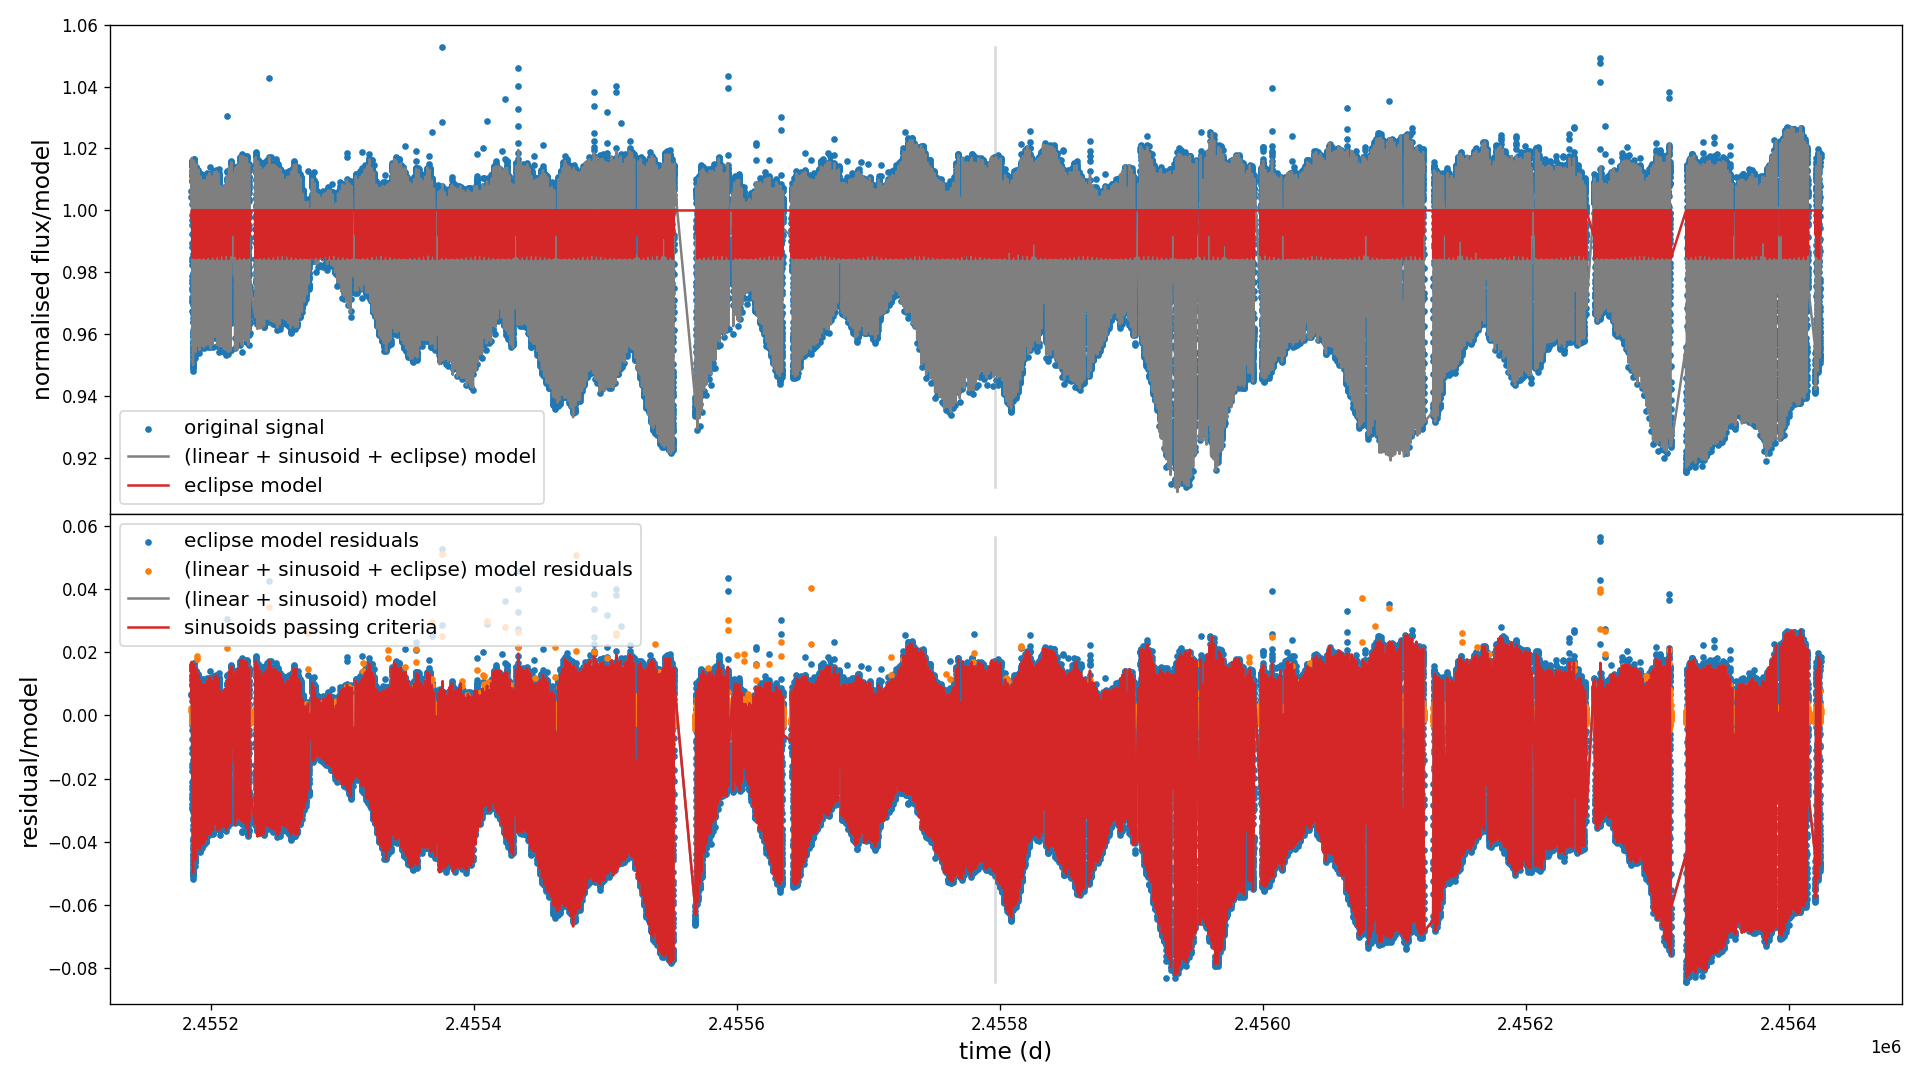 1.06
1.04
1.02
1.00
0.98
0.96
0.94
0.92
normalised flux/model
original signal
(linear + sinusoid + eclipse) model
eclipse model
0.06
0.04
0.02
0.00
−0.02
−0.04
−0.06
−0.08
residual/model
eclipse model residuals
(linear + sinusoid + eclipse) model residuals
(linear + sinusoid) model
sinusoids passing criteria
2.4552 2.4554 2.4556 2.4558 2.4560 2.4562 2.4564
1e6
time (d)